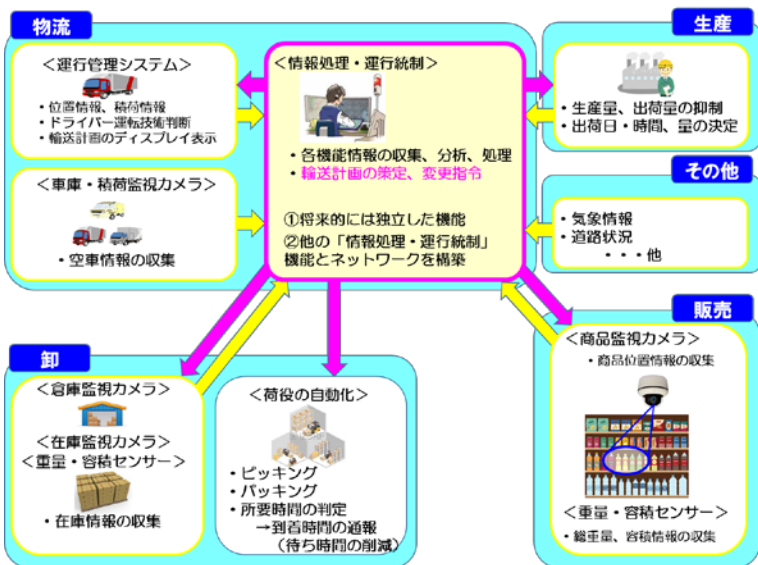 物流
＜運行管理システム＞
・位置情報、積荷情報
・ドライバー運転技術判断
・輸送計画のディスプレイ表示
＜車庫・積荷監視カメラ＞
・空車情報の収集
＜情報処理・運行統制＞
・各機能情報の収集、分析、処理
・輸送計画の策定、変更指令
①将来的には独立した機能
②他の「情報処理・運行統制」
機能とネットワークを構築
生産
・生産量、出荷量の抑制
・出荷日・時間、量の決定
その他
・気象情報
・道路状況
・・・他
卸
＜倉庫監視カメラ＞
＜在庫監視カメラ＞
＜重量・容積センサー＞
・在庫情報の収集
＜荷役の自動化＞
・ピッキング
・パッキング
・所要時間の判定
→到着時間の通報
（待ち時間の削減）
販売
＜商品監視カメラ＞
・商品位置情報の収集
＜重量・容積センサー＞
・総重量、容積情報の収集